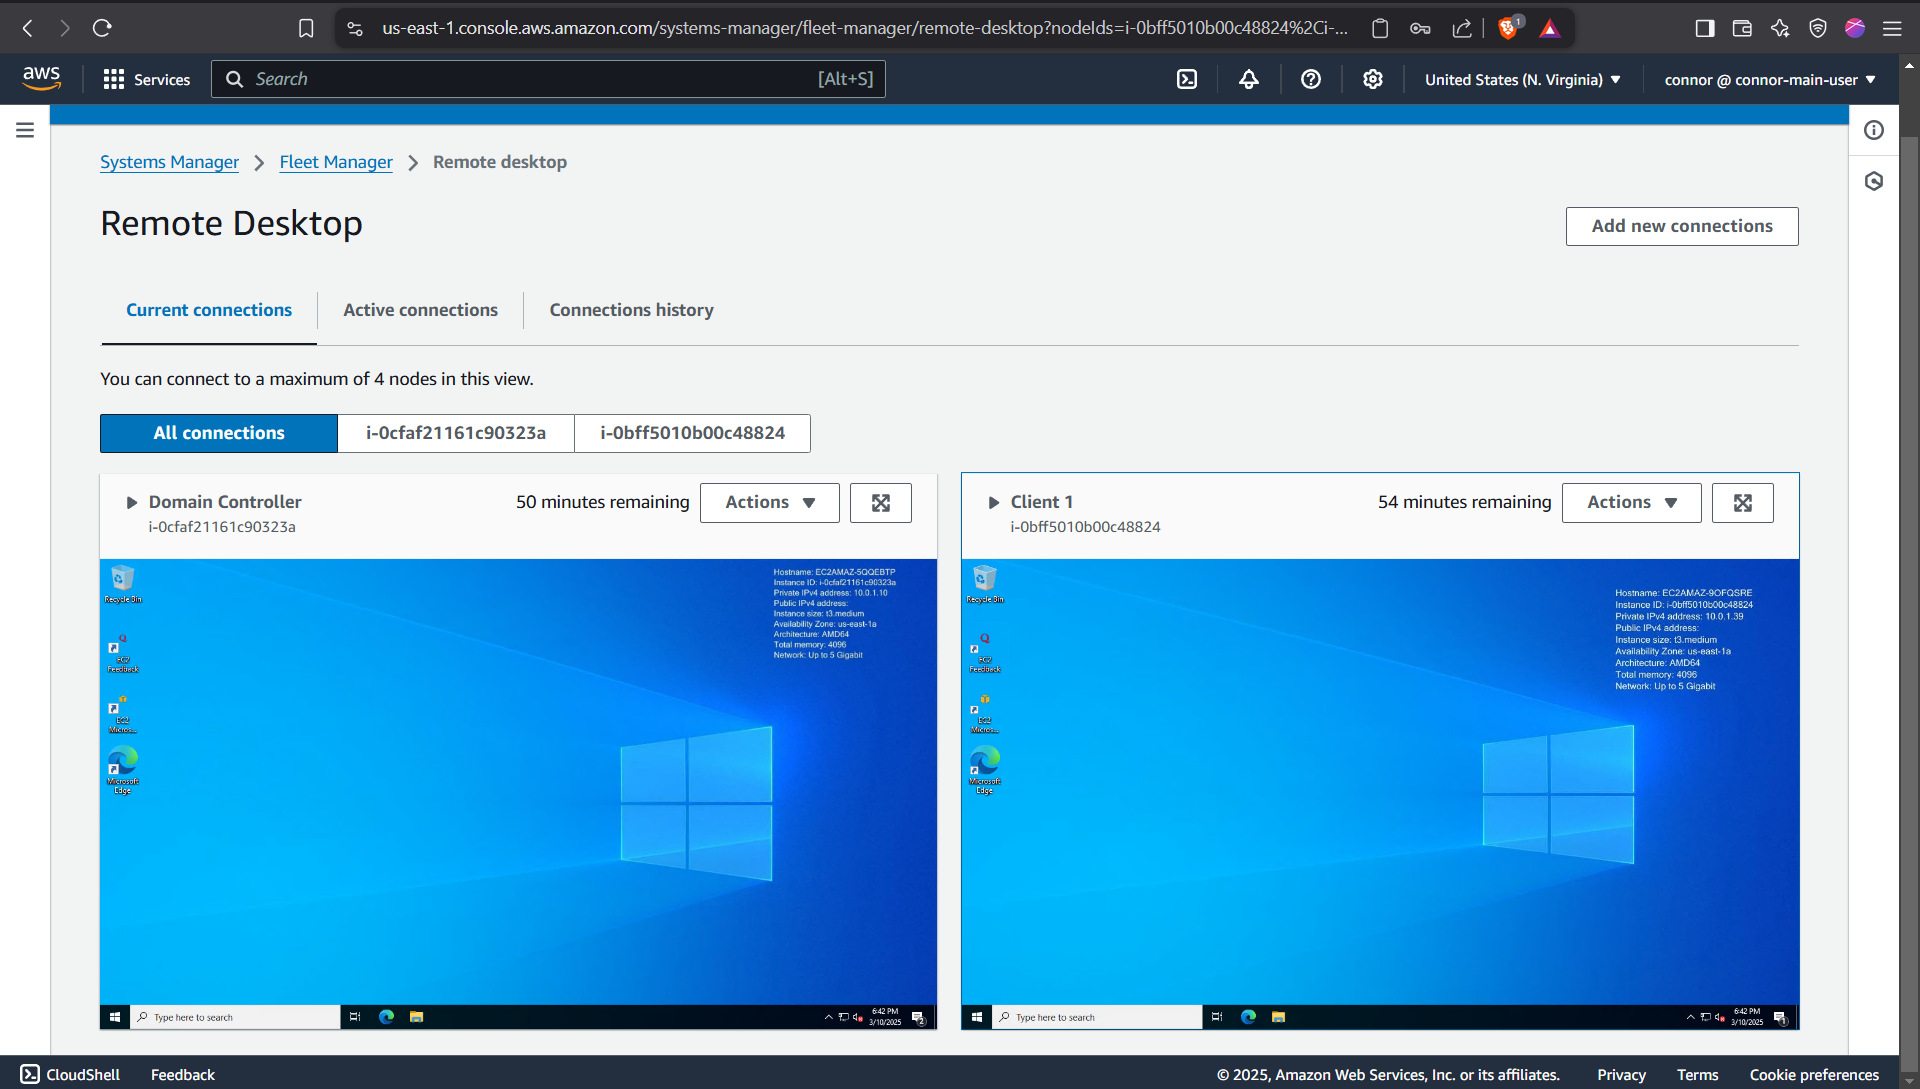 us-east-1.console.aws.amazon.com/systems-manager/fleet-manager/remote-desktop?nodeIds=i-0bff5010b00c48824%2Ci-...
1
aws
Services
Search
[Alt+S]
United States (N. Virginia)
connor @ connor-main-user
Systems Manager
Fleet Manager
Remote desktop
Remote Desktop
Add new connections
Current connections
Active connections
Connections history
You can connect to a maximum of 4 nodes in this view.
All connections
i-0cfaf21161c90323a
i-0bff5010b00c48824
Domain Controller
i-0cfaf21161c90323a
50 minutes remaining
Actions
Recycle Bin
EC2
Feedback
EC2
Micros...
Microsoft
Edge
Hostname: EC2AMAZ-5QQEBTP
Instance ID: i-0cfaf21161c90323a
Private IPv4 address: 10.0.1.10
Public IPv4 address:
Instance size: t3.medium
Availability Zone: us-east-1a
Architecture: AMD64
Total memory: 4096
Network: Up to 5 Gigabit
Type here to search
6:42 PM
3/10/2025
2
Client 1
i-0bff5010b00c48824
54 minutes remaining
Actions
Recycle Bin
EC2
Feedback
EC2
Micros...
Microsoft
Edge
Hostname: EC2AMAZ-9OFQSRE
Instance ID: i-0bff5010b00c48824
Private IPv4 address: 10.0.1.39
Public IPv4 address:
Instance size: t3.medium
Availability Zone: us-east-1a
Architecture: AMD64
Total memory: 4096
Network: Up to 5 Gigabit
Type here to search
6:42 PM
3/10/2025
1
CloudShell
Feedback
© 2025, Amazon Web Services, Inc. or its affiliates.
Privacy
Terms
Cookie preferences